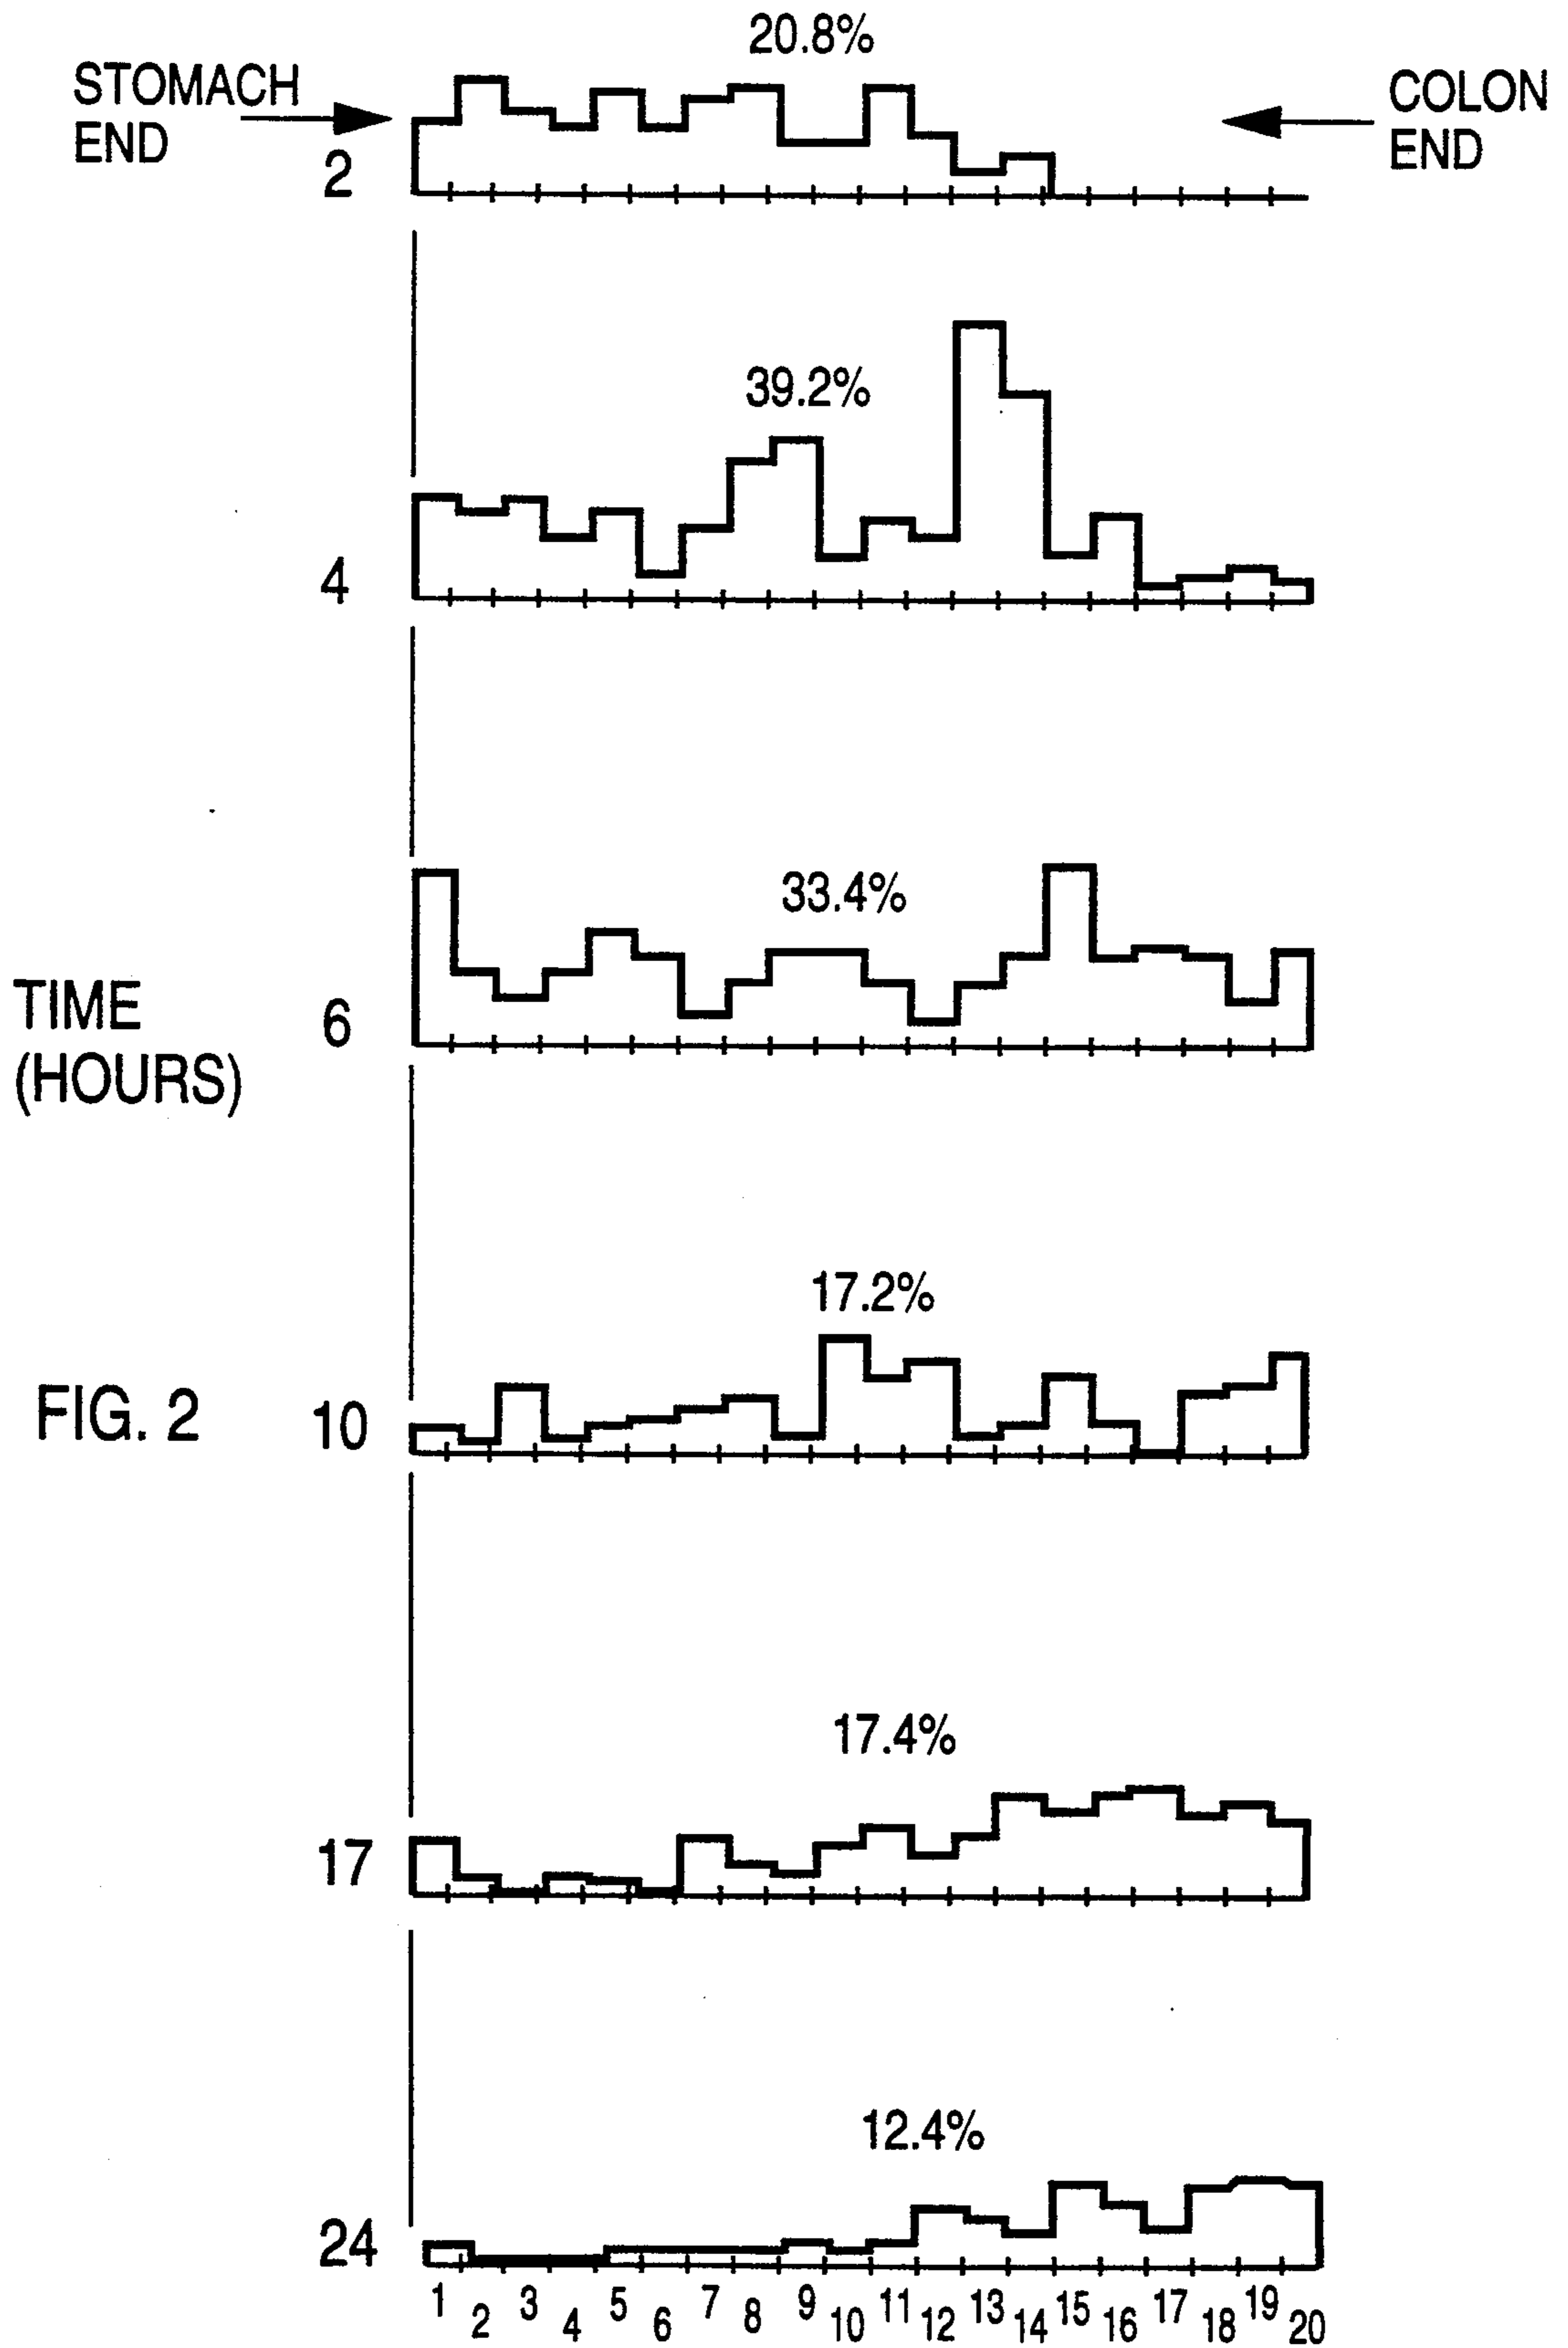 20.8%
STOMACH
END
COLON
END
2
39.2%
4
33.4%
TIME
(HOURS)
6
17.2%
FIG. 2
10
17.4%
17
12.4%
24
1 2 3 4 5 6 7 8 9 10 11 12 13 14 15 16 17 18 19 20